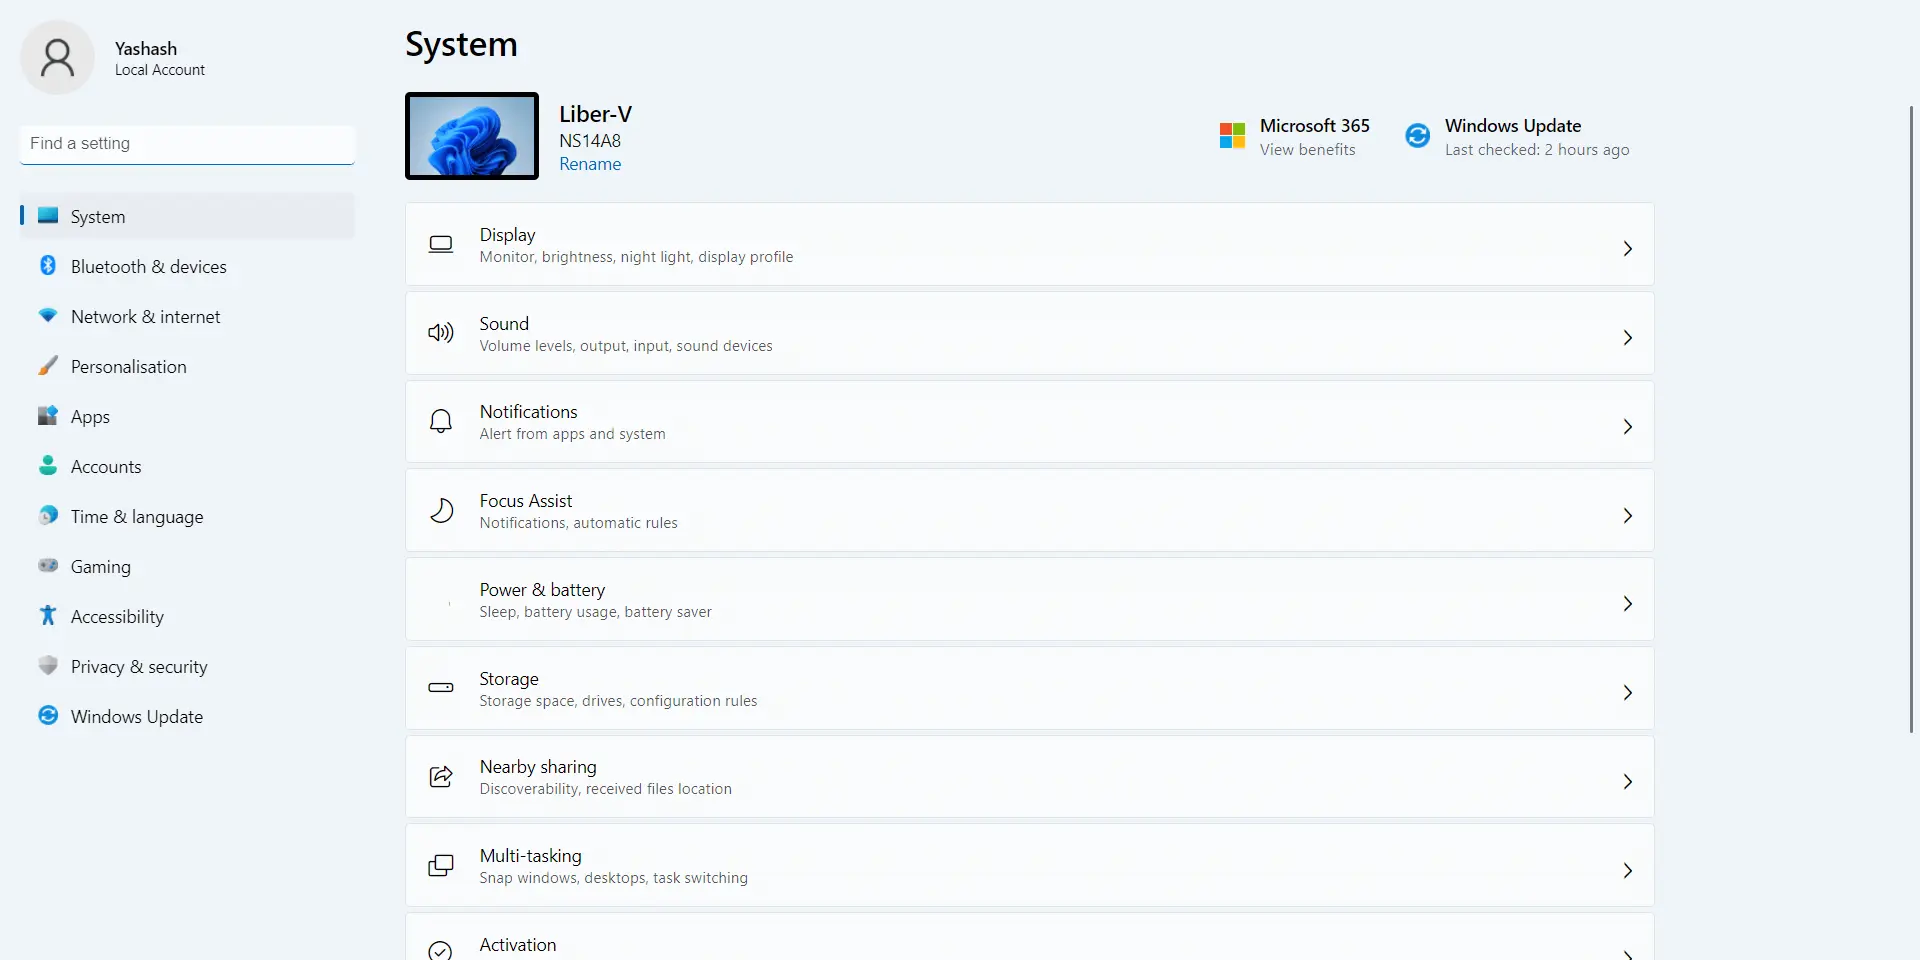 Yashash
Local Account
Find a setting
System
Bluetooth & devices
Network & internet
Personalisation
Apps
Accounts
Time & language
Gaming
Accessibility
Privacy & security
Windows Update
System
Liber-V
NS14A8
Rename
Microsoft 365
View benefits
Windows Update
Last checked: 2 hours ago
Display
Monitor, brightness, night light, display profile
Sound
Volume levels, output, input, sound devices
Notifications
Alert from apps and system
Focus Assist
Notifications, automatic rules
Power & battery
Sleep, battery usage, battery saver
Storage
Storage space, drives, configuration rules
Nearby sharing
Discoverability, received files location
Multi-tasking
Snap windows, desktops, task switching
Activation